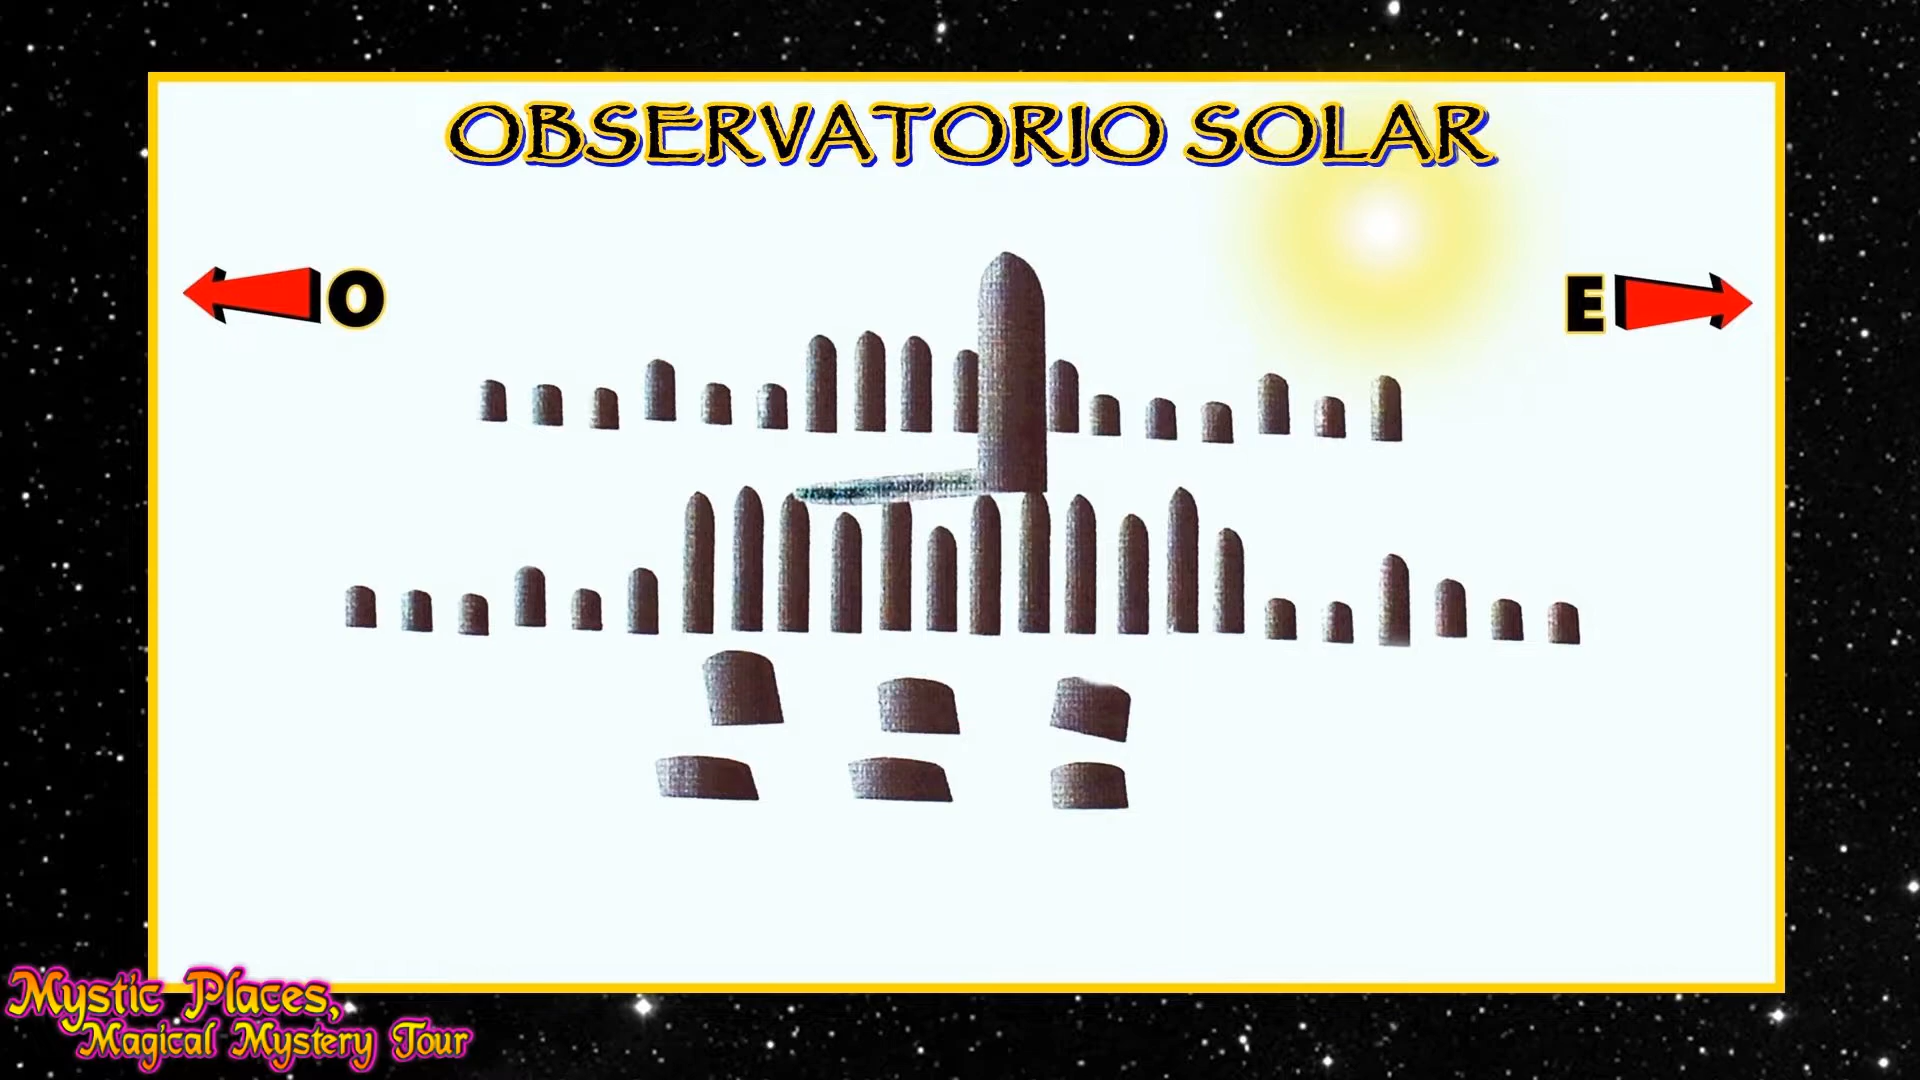 OBSERVATORIO SOLAR
O
E
Mystic Places,
Magical Mystery Tour